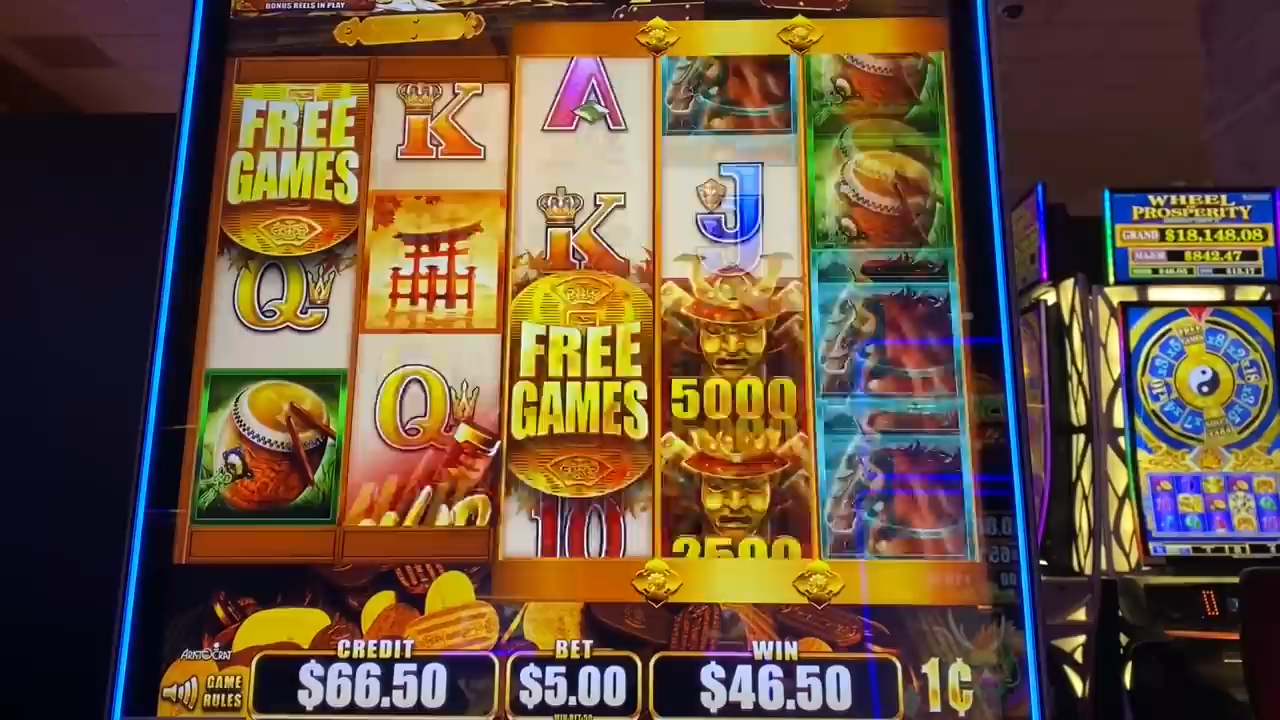 BONUS REELS IN PLAY
FREE
GAMES
K
A
J
K
Q
FREE
GAMES
5000
Q
10
2500
ARISTOCRAT
GAME
RULES
CREDIT
$66.50
BET
$5.00
WIN
$46.50
1¢
WHEEL
OF
PROSPERITY
GRAND $18,148.08
MAJOR $842.47